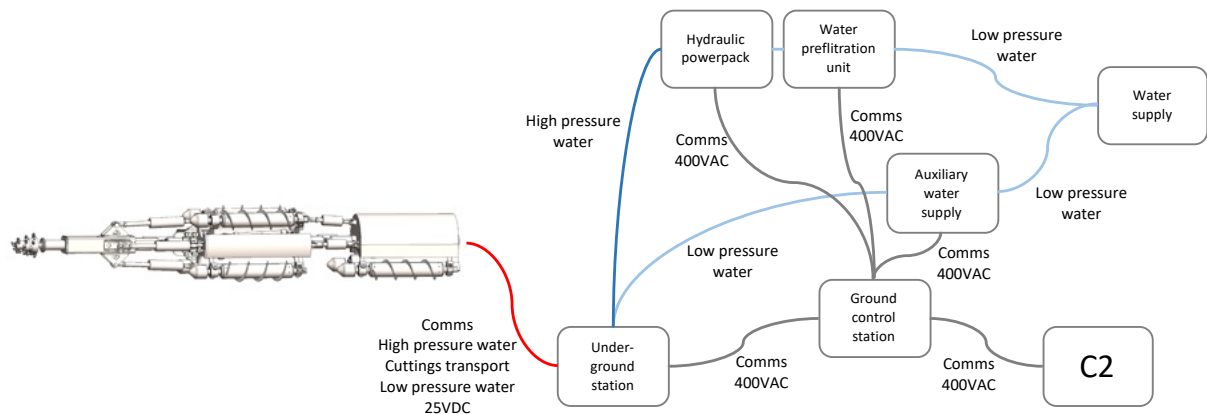 Hydraulic
powerpack
Water
preflitration
unit
Low pressure
water
Water
supply
High pressure
water
Comms
400VAC
Comms
400VAC
Auxiliary
water
supply
Low pressure
water
Low pressure
water
Comms
400VAC
Ground
control
station
Comms
High pressure water
Cuttings transport
Low pressure water
25VDC
Under-
ground
station
Comms
400VAC
Comms
400VAC
C2